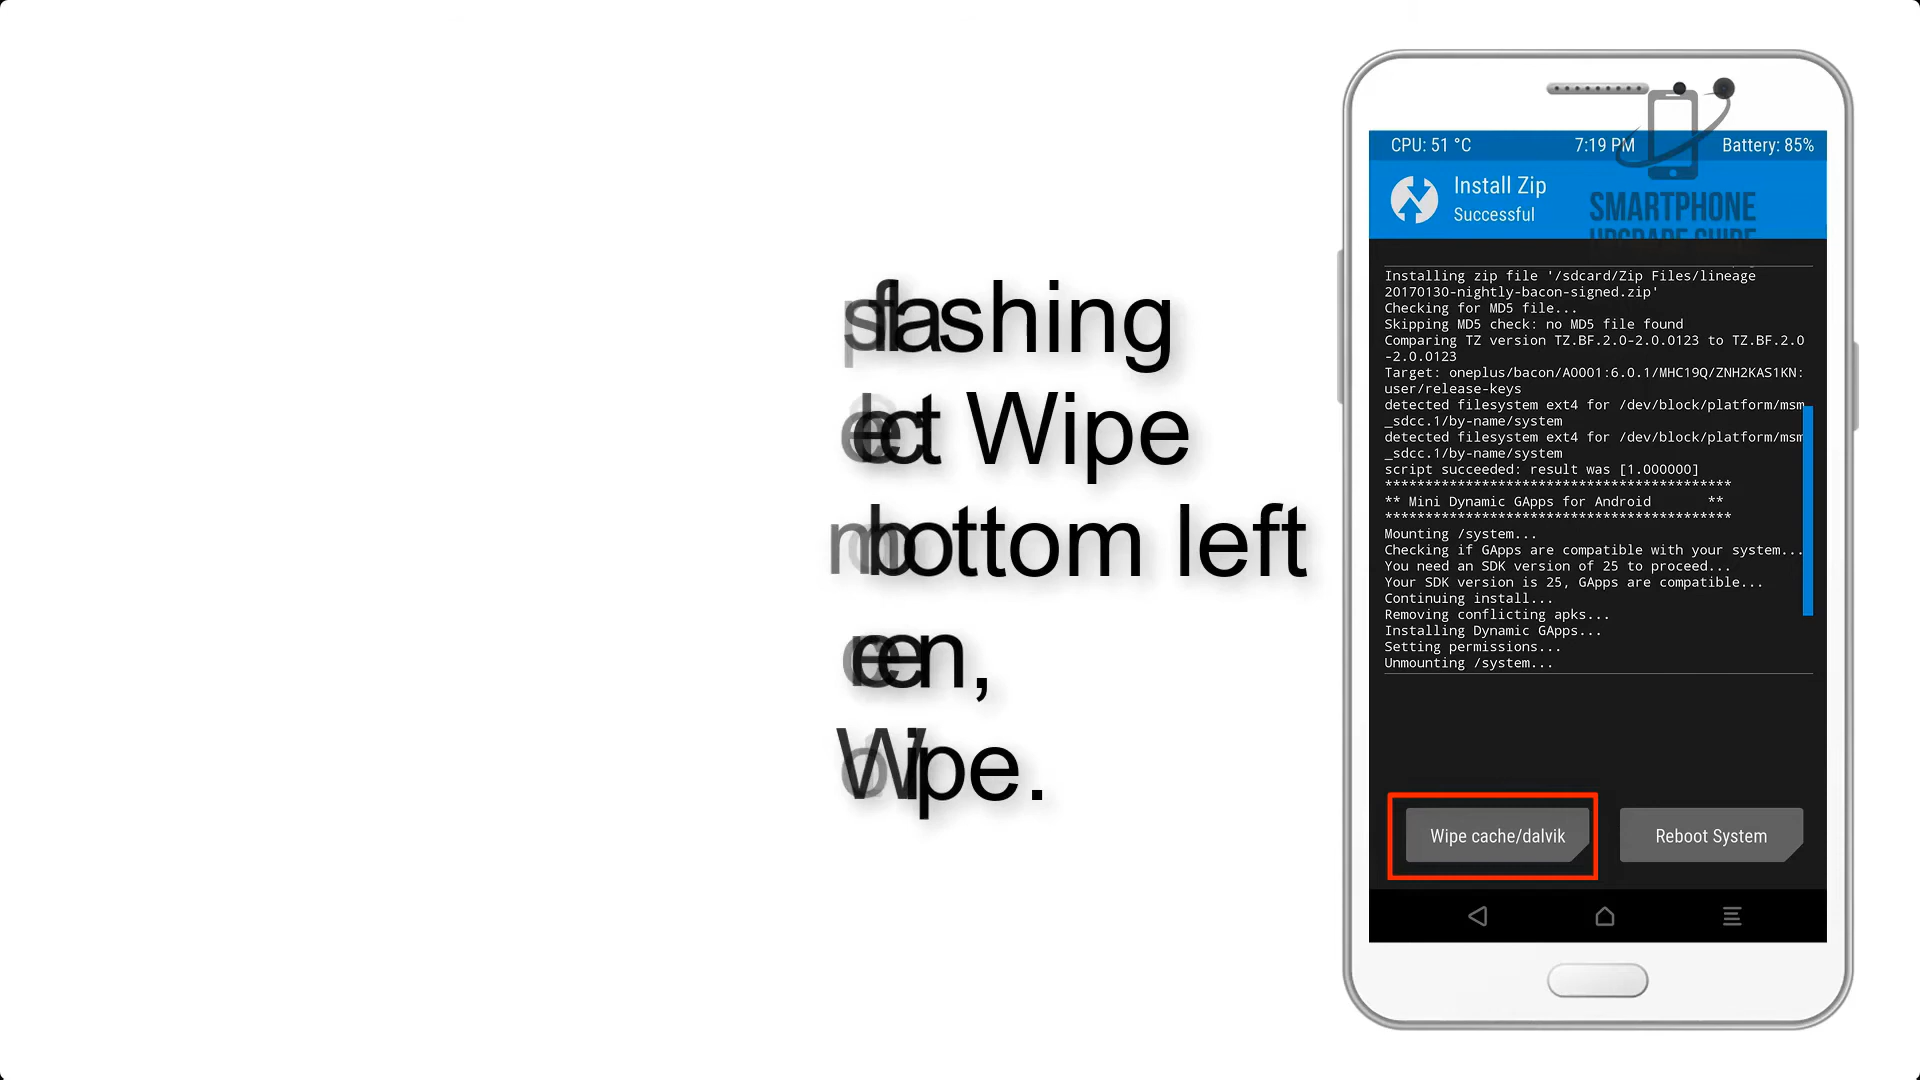 flashing
Wipe
bottom left
Wipe.
CPU: 51 °C
7:19 PM
Battery: 85%
Install Zip
Successful
SMARTPHONE
UPGRADE GUIDE
Installing zip file '/sdcard/Zip Files/lineage
20170130-nightly-bacon-signed.zip'
Checking for MD5 file...
Skipping MD5 check: no MD5 file found
Comparing TZ version TZ.BF.2.0-2.0.0123 to TZ.BF.2.0
-2.0.0123
Target: oneplus/bacon/A0001:6.0.1/MHC19Q/ZNH2KAS1KN:
user/release-keys
detected filesystem ext4 for /dev/block/platform/msm
_sdcc.1/by-name/system
detected filesystem ext4 for /dev/block/platform/msm
_sdcc.1/by-name/system
script succeeded: result was [1.000000]
*******************************************
** Mini Dynamic GApps for Android       **
*******************************************
Mounting /system...
Checking if GApps are compatible with your system...
You need an SDK version of 25 to proceed...
Your SDK version is 25, GApps are compatible...
Continuing install...
Removing conflicting apks...
Installing Dynamic GApps...
Setting permissions...
Unmounting /system...
Wipe cache/dalvik
Reboot System